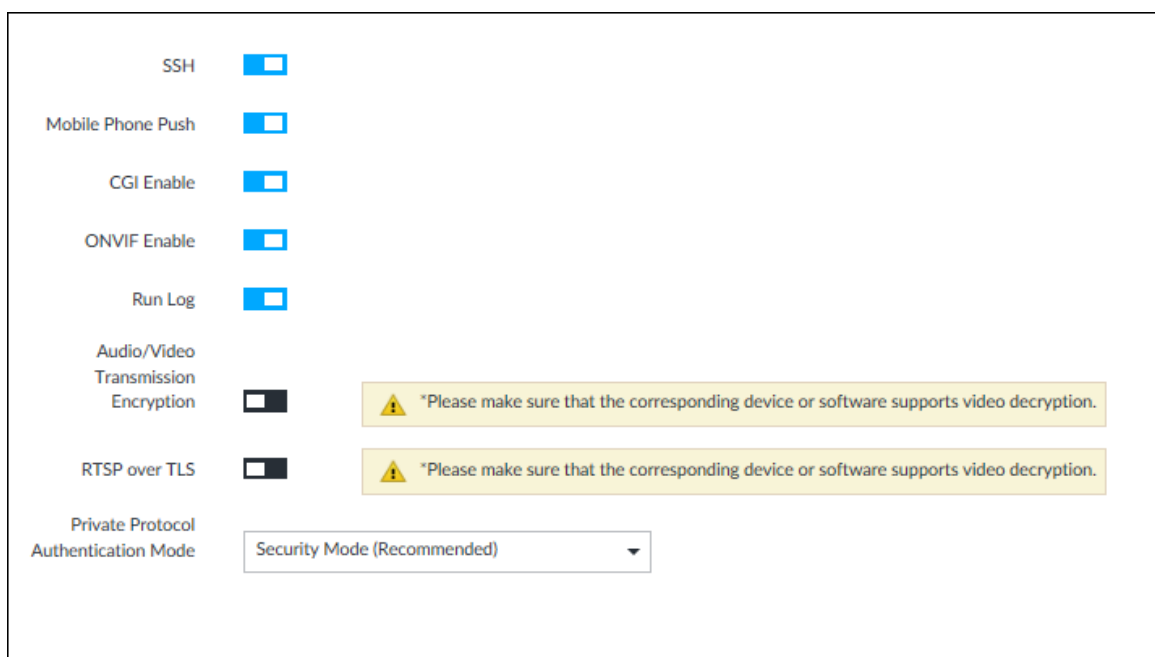 SSH
Mobile Phone Push
CGI Enable
ONVIF Enable
Run Log
Audio/Video
Transmission
Encryption
*Please make sure that the corresponding device or software supports video decryption.
RTSP over TLS
*Please make sure that the corresponding device or software supports video decryption.
Private Protocol
Authentication Mode
Security Mode (Recommended)